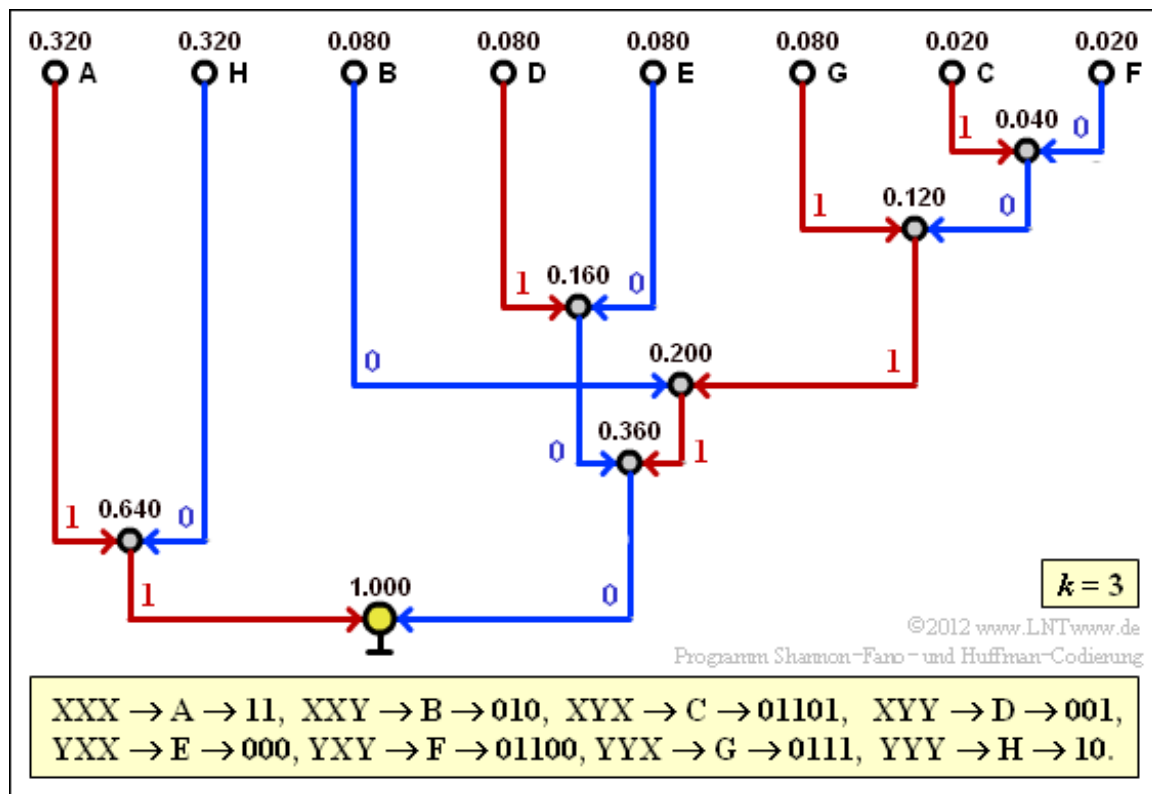 0.320 0.320 0.080 0.080 0.080 0.080 0.020 0.020
A H B D E G C F
1 0.040 0
1 0.120 0
1 0.160 0
0 0.200 1
0 0.360 1
1 0.640 0
1 1.000 0
k = 3
©2012 www.LNTwww.de
Programm Shannon-Fano- und Huffman-Codierung
XXX → A → 11, XXY → B → 010, XYX → C → 01101, XYY → D → 001,
YXX → E → 000, YXY → F → 01100, YYX → G → 0111, YYY → H → 10.